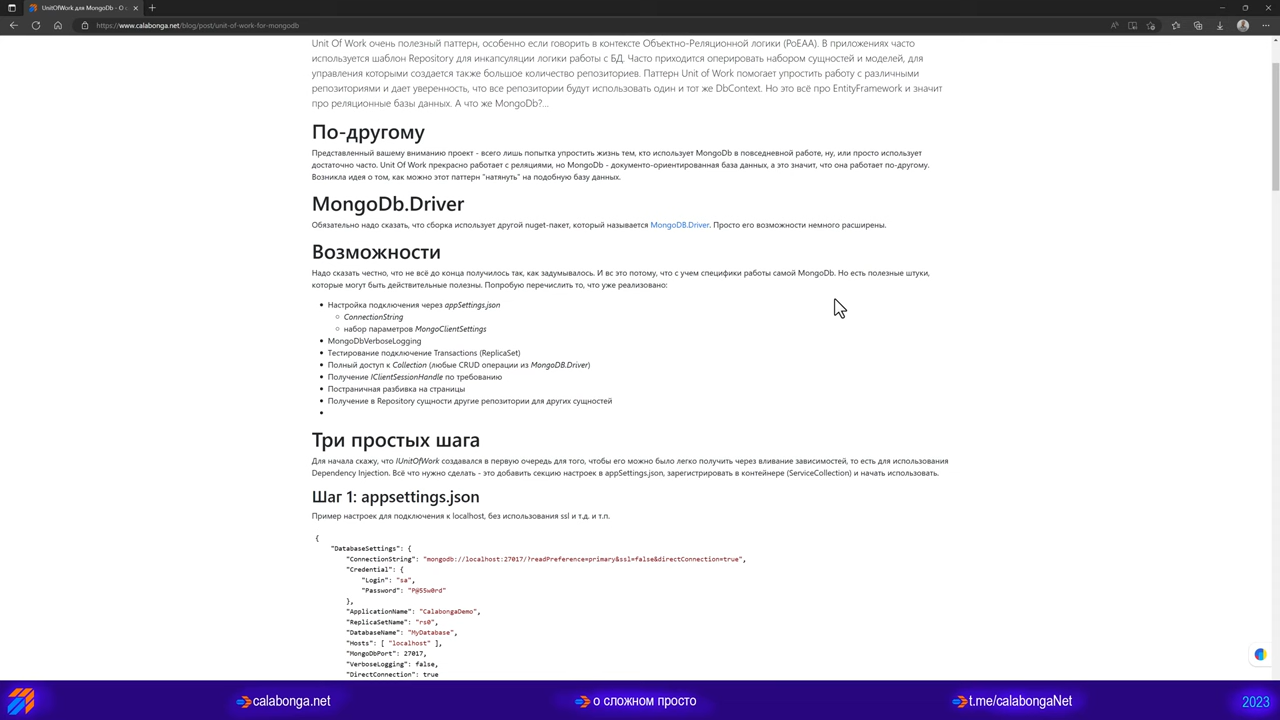 UnitOfWork для MongoDb - О с
https://www.calabonga.net/blog/post/unit-of-work-for-mongodb
Unit Of Work очень полезный паттерн, особенно если говорить в контексте Объектно-Реляционной логики (PoEAA). В приложениях часто
используется шаблон Repository для инкапсуляции логики работы с БД. Часто приходится оперировать набором сущностей и моделей, для
управления которыми создается также большое количество репозиториев. Паттерн Unit of Work помогает упростить работу с различными
репозиториями и дает уверенность, что все репозитории будут использовать один и тот же DbContext. Но это всё про EntityFramework и значит
про реляционные базы данных. А что же MongoDb?...
По-другому
Представленный вашему вниманию проект - всего лишь попытка упростить жизнь тем, кто использует MongoDb в повседневной работе, ну, или просто использует
достаточно часто. Unit Of Work прекрасно работает с реляциями, но MongoDb - документо-ориентированная база данных, а это значит, что она работает по-другому.
Возникла идея о том, как можно этот паттерн "натянуть" на подобную базу данных.
MongoDb.Driver
Обязательно надо сказать, что сборка использует другой nuget-пакет, который называется MongoDB.Driver. Просто его возможности немного расширены.
Возможности
Надо сказать честно, что не всё до конца получилось так, как задумывалось. И вс это потому, что с учем специфики работы самой MongoDb. Но есть полезные штуки,
которые могут быть действительные полезны. Попробую перечислить то, что уже реализовано:
• Настройка подключения через appSettings.json
○ ConnectionString
○ набор параметров MongoClientSettings
• MongoDbVerboseLogging
• Тестирование подключение Transactions (ReplicaSet)
• Полный доступ к Collection (любые CRUD операции из MongoDB.Driver)
• Получение IClientSessionHandle по требованию
• Постраничная разбивка на страницы
• Получение в Repository сущности другие репозитории для других сущностей
•
Три простых шага
Для начала скажу, что IUnitOfWork создавался в первую очередь для того, чтобы его можно было легко получить через вливание зависимостей, то есть для использования
Dependency Injection. Всё что нужно сделать - это добавить секцию настроек в appSettings.json, зарегистрировать в контейнере (ServiceCollection) и начать использовать.
Шаг 1: appsettings.json
Пример настроек для подключения к localhost, без использования ssl и т.д. и т.п.
{
"DatabaseSettings": {
"ConnectionString": "mongodb://localhost:27017/?readPreference=primary&ssl=false&directConnection=true",
"Credential": {
"Login": "sa",
"Password": "P@55w0rd"
},
"ApplicationName": "CalabongaDemo",
"ReplicaSetName": "rs0",
"DatabaseName": "MyDatabase",
"Hosts": [ "localhost" ],
"MongoDbPort": 27017,
"VerboseLogging": false,
"DirectConnection": true
calabonga.net
о сложном просто
t.me/calabongaNet
2023